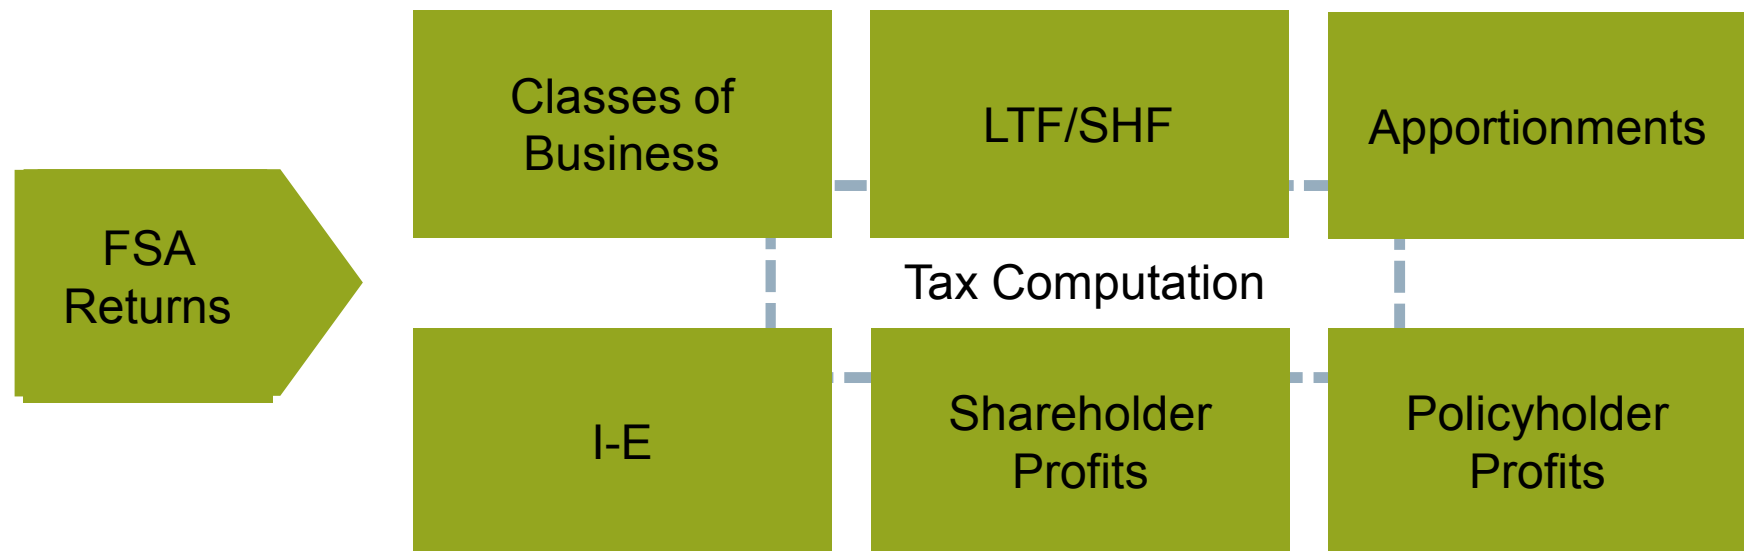 FSA
Returns
Classes of
Business
LTF/SHF
Apportionments
Tax Computation
I-E
Shareholder
Profits
Policyholder
Profits